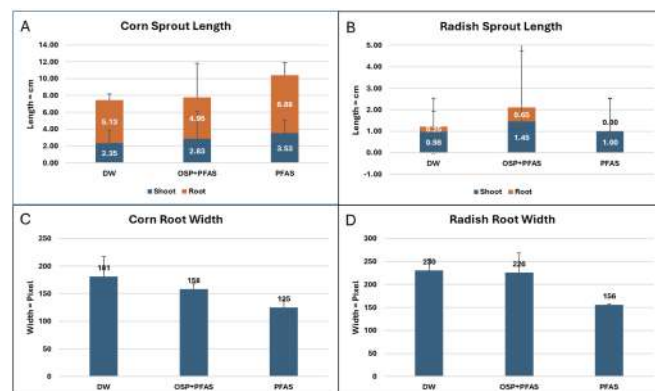 A
Corn Sprout Length
Length = cm
14.00
12.00
10.00
8.00
6.00
4.00
2.00
0.00
5.13
4.95
6.88
2.35
2.83
3.53
DW
OSP+PFAS
PFAS
Shoot Root
B
Radish Sprout Length
Length = cm
5.00
4.00
3.00
2.00
1.00
0.00
-1.00
0.65
0.98
1.45
1.00
DW
OSP+PFAS
PFAS
Shoot Root
C
Corn Root Width
Width = Pixel
250
200
150
100
50
0
181
158
125
DW
OSP+PFAS
PFAS
D
Radish Root Width
Width = Pixel
300
250
200
150
100
50
0
230
226
156
DW
OSP+PFAS
PFAS